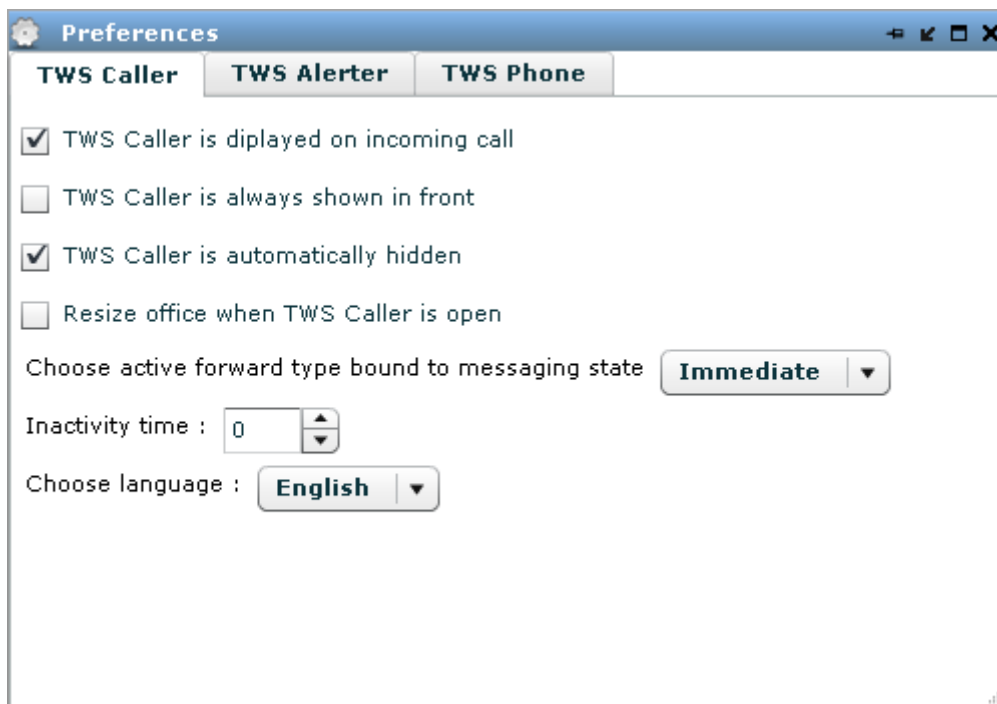 Preferences
TWS Caller TWS Alerter TWS Phone
TWS Caller is diplayed on incoming call
TWS Caller is always shown in front
TWS Caller is automatically hidden
Resize office when TWS Caller is open
Choose active forward type bound to messaging state Immediate
Inactivity time : 0
Choose language : English